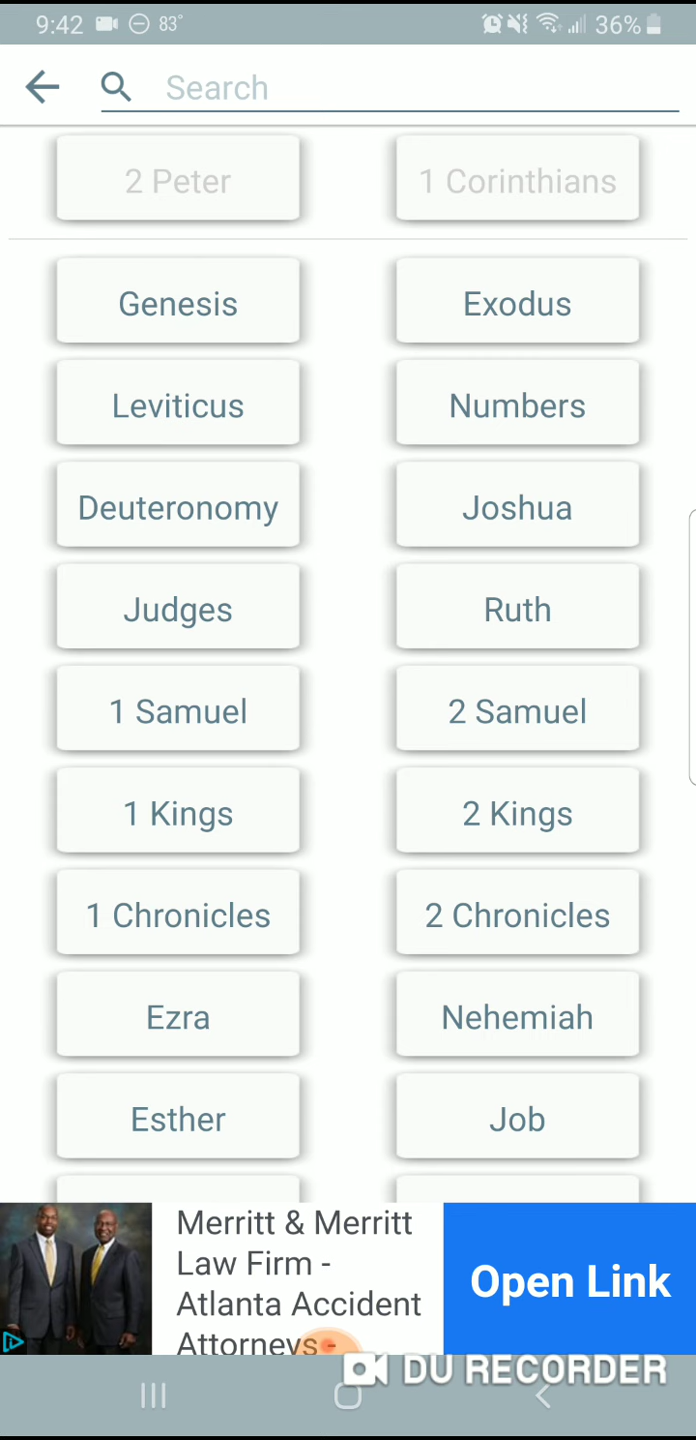 9:42 83° 36%
Search
2 Peter 1 Corinthians
Genesis Exodus
Leviticus Numbers
Deuteronomy Joshua
Judges Ruth
1 Samuel 2 Samuel
1 Kings 2 Kings
1 Chronicles 2 Chronicles
Ezra Nehemiah
Esther Job
Merritt & Merritt
Law Firm -
Atlanta Accident
Attorneys -
Open Link
DU RECORDER